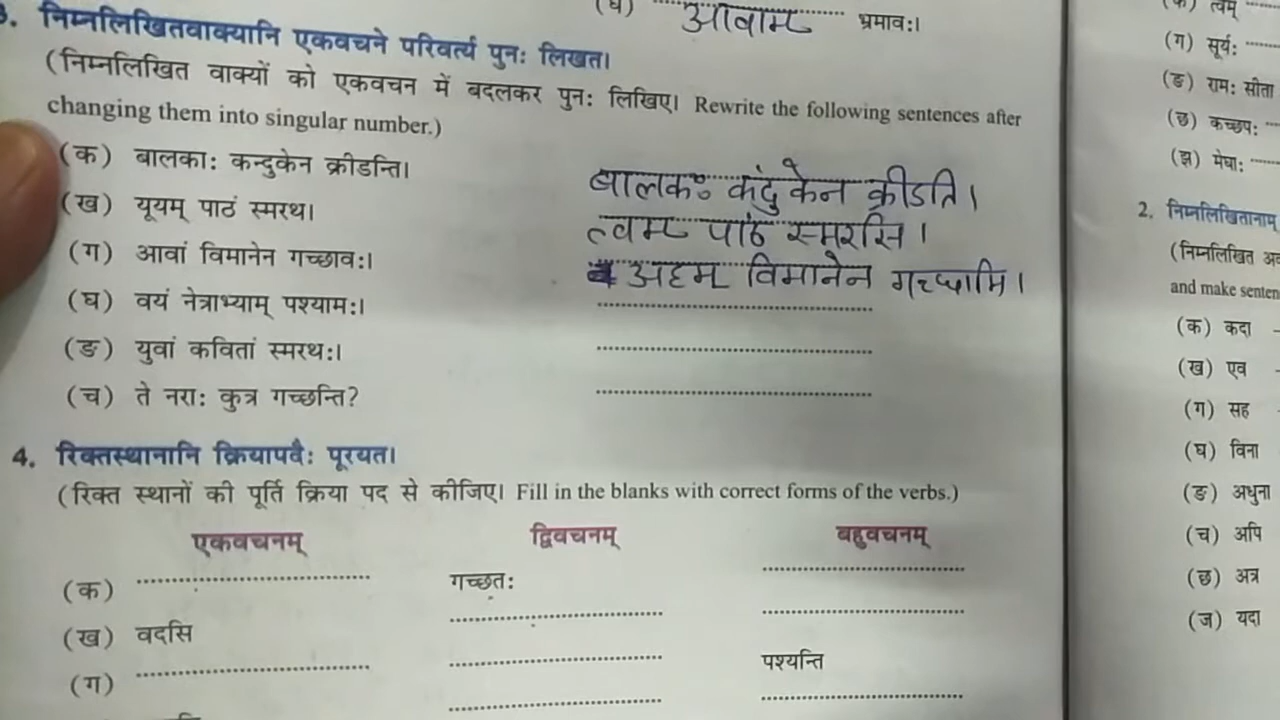 (घ) आवाम भ्रमावः।
3. निम्नलिखितवाक्यानि एकवचने परिवर्त्य पुनः लिखत।
(निम्नलिखित वाक्यों को एकवचन में बदलकर पुनः लिखिए। Rewrite the following sentences after
changing them into singular number.)
(क) बालकाः कन्दुकेन क्रीडन्ति। बालकः कंदुकेन क्रीडति।
(ख) यूयम् पाठं स्मरथ। त्वम पाठं स्मरसि।
(ग) आवां विमानेन गच्छावः। अहम विमानेन गच्छामि।
(घ) वयं नेत्राभ्याम् पश्यामः।
(ङ) युवां कवितां स्मरथः।
(च) ते नराः कुत्र गच्छन्ति?
4. रिक्तस्थानानि क्रियापदैः पूरयत।
(रिक्त स्थानों की पूर्ति क्रिया पद से कीजिए। Fill in the blanks with correct forms of the verbs.)
एकवचनम् द्विवचनम् बहुवचनम्
(क) गच्छतः
(ख) वदसि
(ग) पश्यन्ति
(क) त्वम्
(ग) सूर्यः
(ङ) रामः सीता
(छ) कच्छपः
(झ) मेघाः
2. निम्नलिखितानाम्
(निम्नलिखित
and make
(क) कदा
(ख) एव
(ग) सह
(घ) विना
(ङ) अधुना
(च) अपि
(छ) अत्र
(ज) यदा